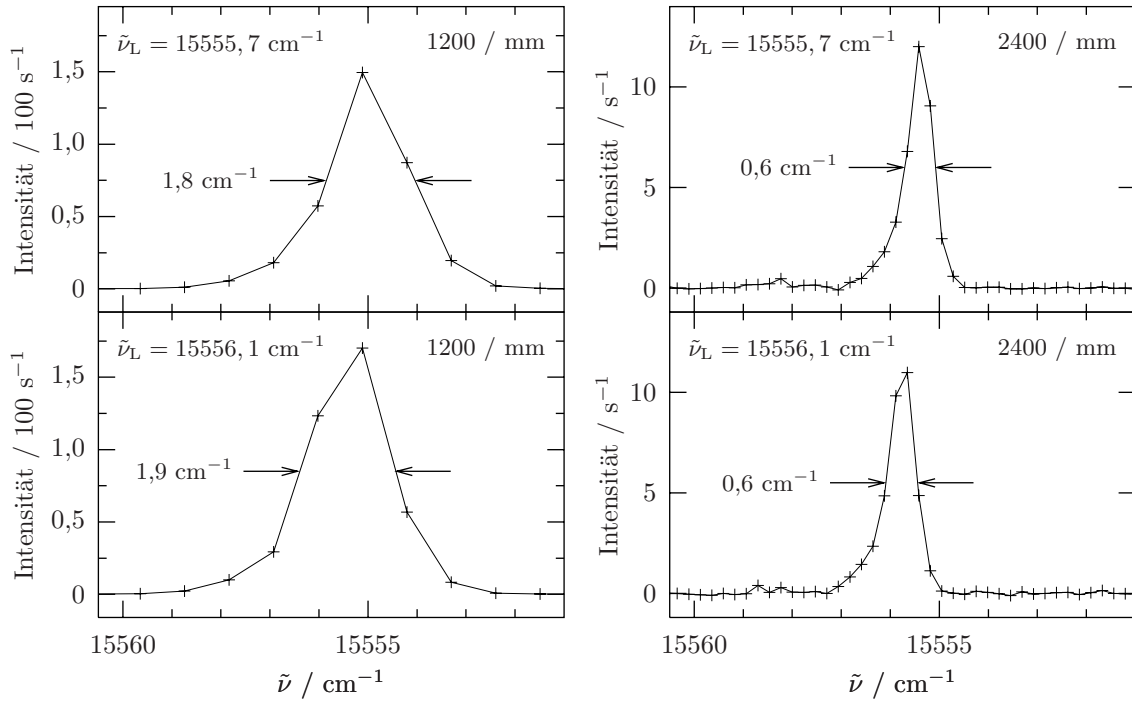 ν̃L = 15555, 7 cm−1 1200 / mm
1,5
1,0
0,5
0
Intensität / 100 s−1
1,8 cm−1
ν̃L = 15555, 7 cm−1 2400 / mm
10
5
0
Intensität / s−1
0,6 cm−1
ν̃L = 15556, 1 cm−1 1200 / mm
1,5
1,0
0,5
0
Intensität / 100 s−1
1,9 cm−1
15560 15555
ν̃ / cm−1
ν̃L = 15556, 1 cm−1 2400 / mm
10
5
0
Intensität / s−1
0,6 cm−1
15560 15555
ν̃ / cm−1